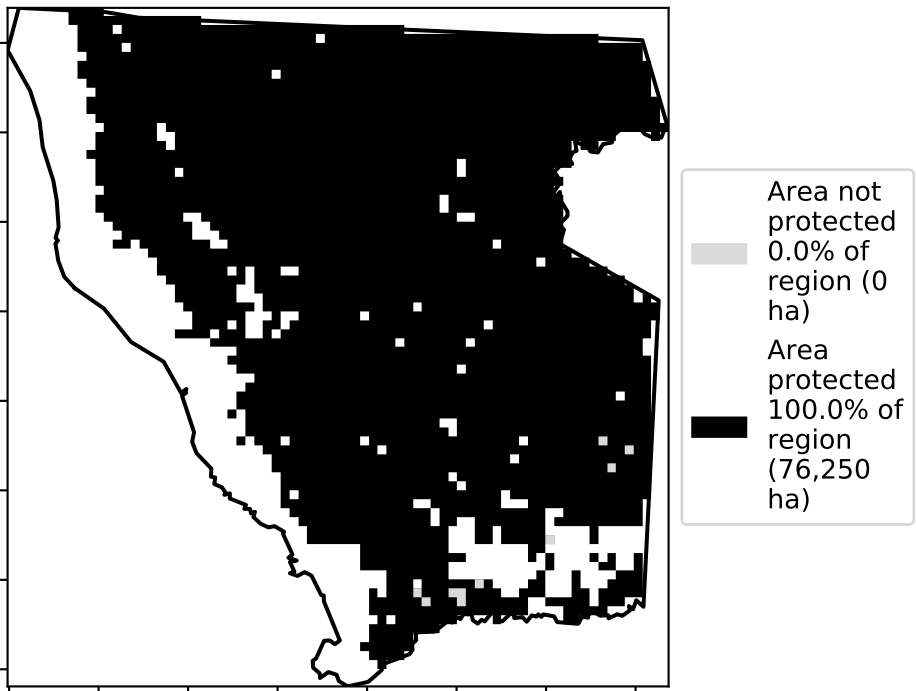 Area not
protected
0.0% of
region (0
ha)
Area
protected
100.0% of
region
(76,250
ha)